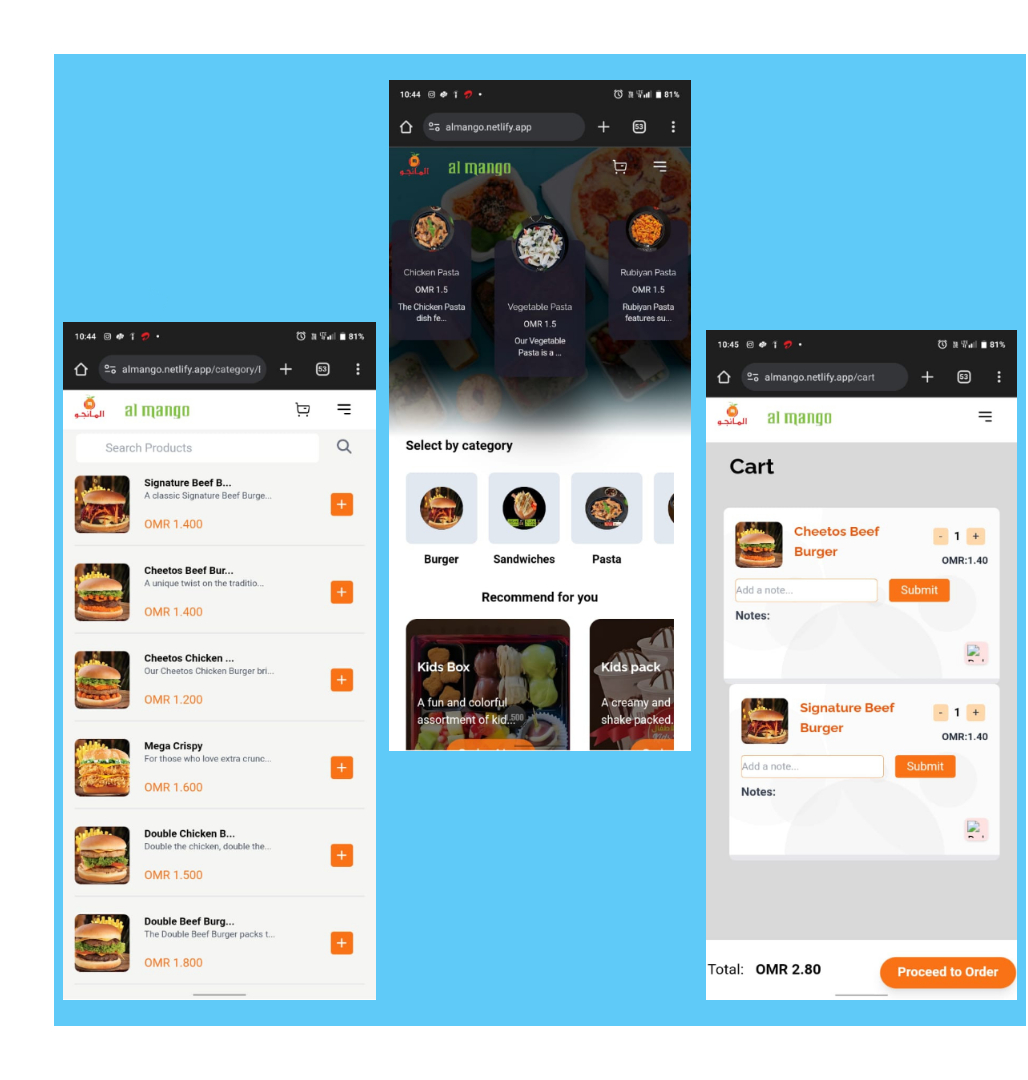 10:44
81%
almango.netlify.app/category/
53
المانجو
al mango
Search Products
Signature Beef B...
A classic Signature Beef Burge...
OMR 1.400
+
Cheetos Beef Bur...
A unique twist on the traditio...
OMR 1.400
+
Cheetos Chicken ...
Our Cheetos Chicken Burger bri...
OMR 1.200
+
Mega Crispy
For those who love extra crunc...
OMR 1.600
+
Double Chicken B...
Double the chicken, double the...
OMR 1.500
+
Double Beef Burg...
The Double Beef Burger packs t...
OMR 1.800
+
10:44
81%
almango.netlify.app
53
المانجو
al mango
Chicken Pasta
OMR 1.5
The Chicken Pasta
dish fe...
Vegetable Pasta
OMR 1.5
Our Vegetable
Pasta is a ...
Rubiyan Pasta
OMR 1.5
Rubiyan Pasta
features su...
Select by category
Burger
Sandwiches
Pasta
Recommend for you
Kids Box
A fun and colorful
assortment of kid...
Kids pack
A creamy and
shake packed.
10:45
81%
almango.netlify.app/cart
53
المانجو
al mango
Cart
Cheetos Beef
Burger
- 1 +
OMR:1.40
Add a note...
Submit
Notes:
Signature Beef
Burger
- 1 +
OMR:1.40
Add a note...
Submit
Notes:
Total: OMR 2.80
Proceed to Order